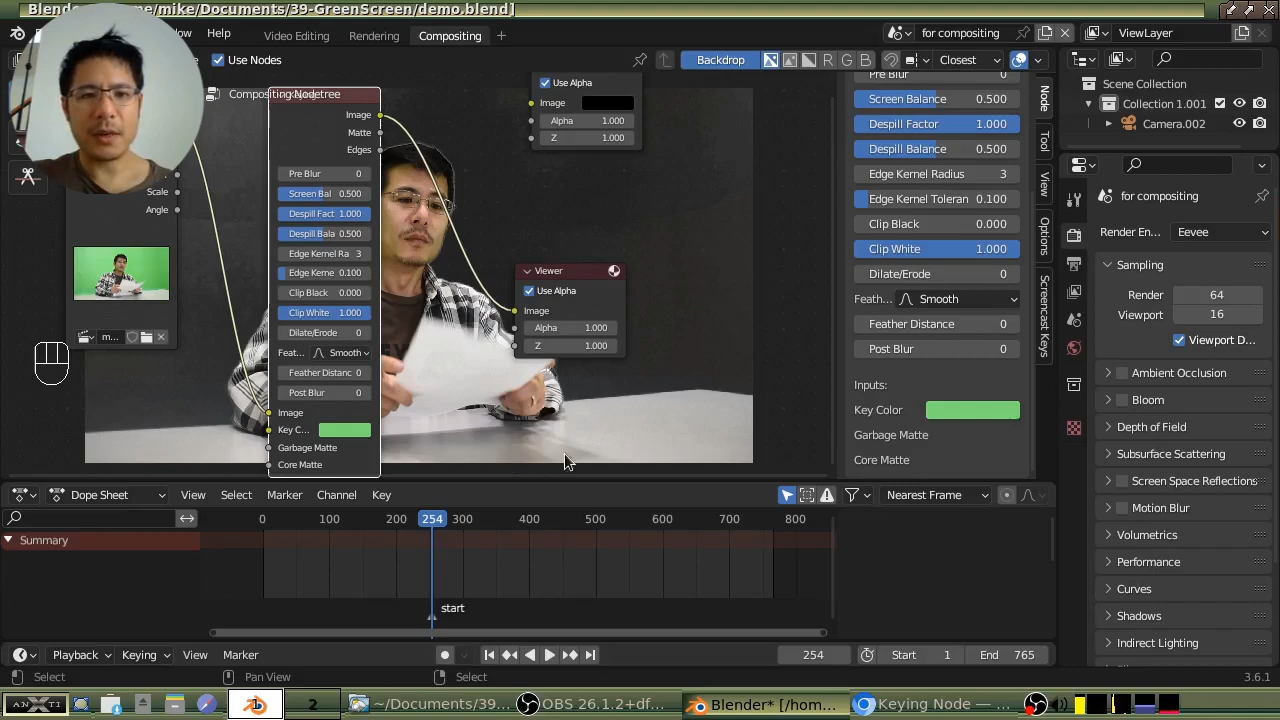 Blende
me/mike/Documents/39-GreenScreen/demo.blend]
ow
Help
Video Editing
Rendering
Compositing
+
for compositing
ViewLayer
Use Nodes
Backdrop
R
G
B
Closest
Scene Collection
Collection 1.001
Camera.002
Use Alpha
Image
Alpha 1.000
Z 1.000
Image
Matte
Edges
Pre Blur 0
Screen Bal 0.500
Despill Fact 1.000
Despill Bala 0.500
Edge Kernel Ra 3
Edge Keme 0.100
Clip Black 0.000
Clip White 1.000
Dilate/Erode 0
Feat... Smooth
Feather Distanc 0
Post Blur 0
Image
Key C...
Garbage Matte
Core Matte
Scale
Angle
m...
Viewer
Use Alpha
Image
Alpha 1.000
Z 1.000
Pre Blur 0
Screen Balance 0.500
Despill Factor 1.000
Despill Balance 0.500
Edge Kernel Radius 3
Edge Kernel Toleran 0.100
Clip Black 0.000
Clip White 1.000
Dilate/Erode 0
Feath... Smooth
Feather Distance 0
Post Blur 0
Inputs:
Key Color
Garbage Matte
Core Matte
Node
Tool
View
Options
Screencast Keys
for compositing
Render En... Eevee
Sampling
Render 64
Viewport 16
Viewport D...
Ambient Occlusion
Bloom
Depth of Field
Subsurface Scattering
Screen Space Reflections
Motion Blur
Volumetrics
Performance
Curves
Shadows
Indirect Lighting
Dope Sheet
View
Select
Marker
Channel
Key
Nearest Frame
0 100 200 254 300 400 500 600 700 800
Summary
start
Playback
Keying
View
Marker
254
Start 1
End 765
Select
Pan View
Select
3.6.1
ANXTI
2
~/Documents/39...
OBS 26.1.2+df...
Blender* [/hom...
Keying Node — ...